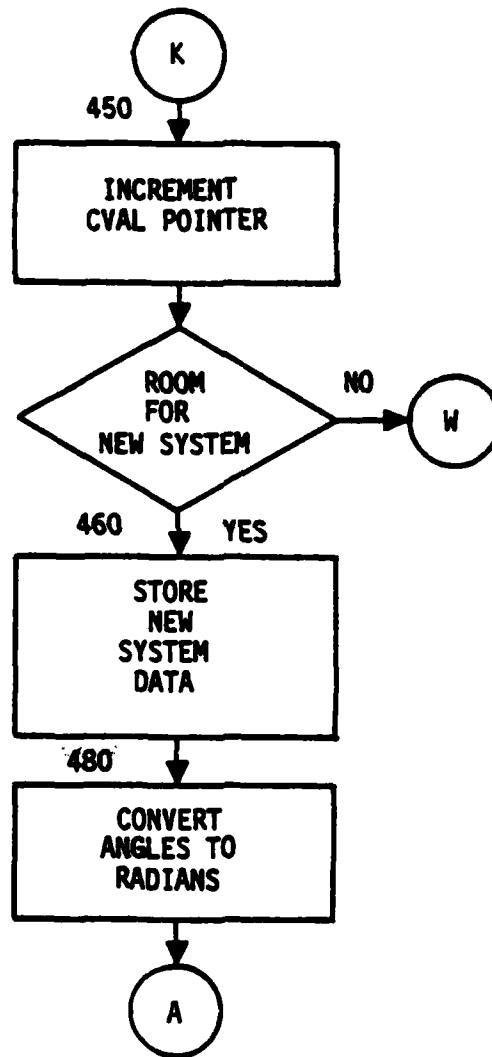 K
450
INCREMENT
CVAL POINTER
ROOM
FOR
NEW SYSTEM
NO
W
460
YES
STORE
NEW
SYSTEM
DATA
480
CONVERT
ANGLES TO
RADIANS
A